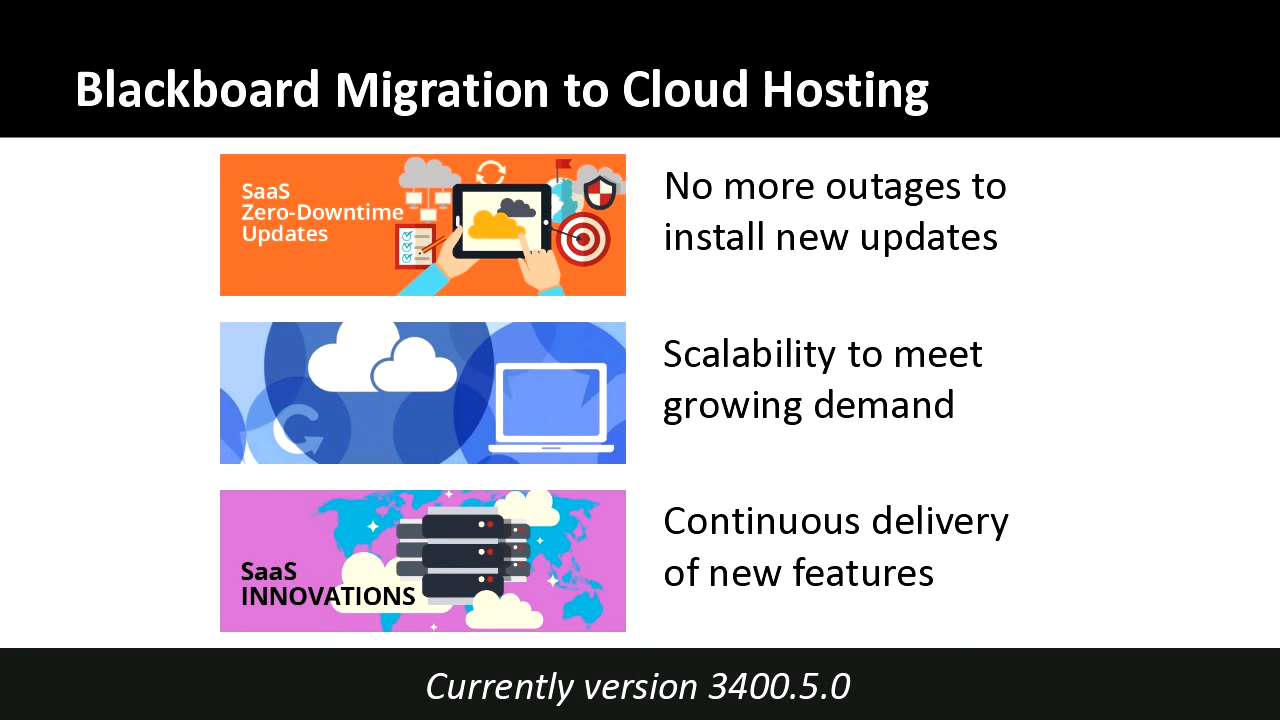 Blackboard Migration to Cloud Hosting
SaaS
Zero-Downtime
Updates
No more outages to
install new updates
Scalability to meet
growing demand
SaaS
INNOVATIONS
Continuous delivery
of new features
Currently version 3400.5.0